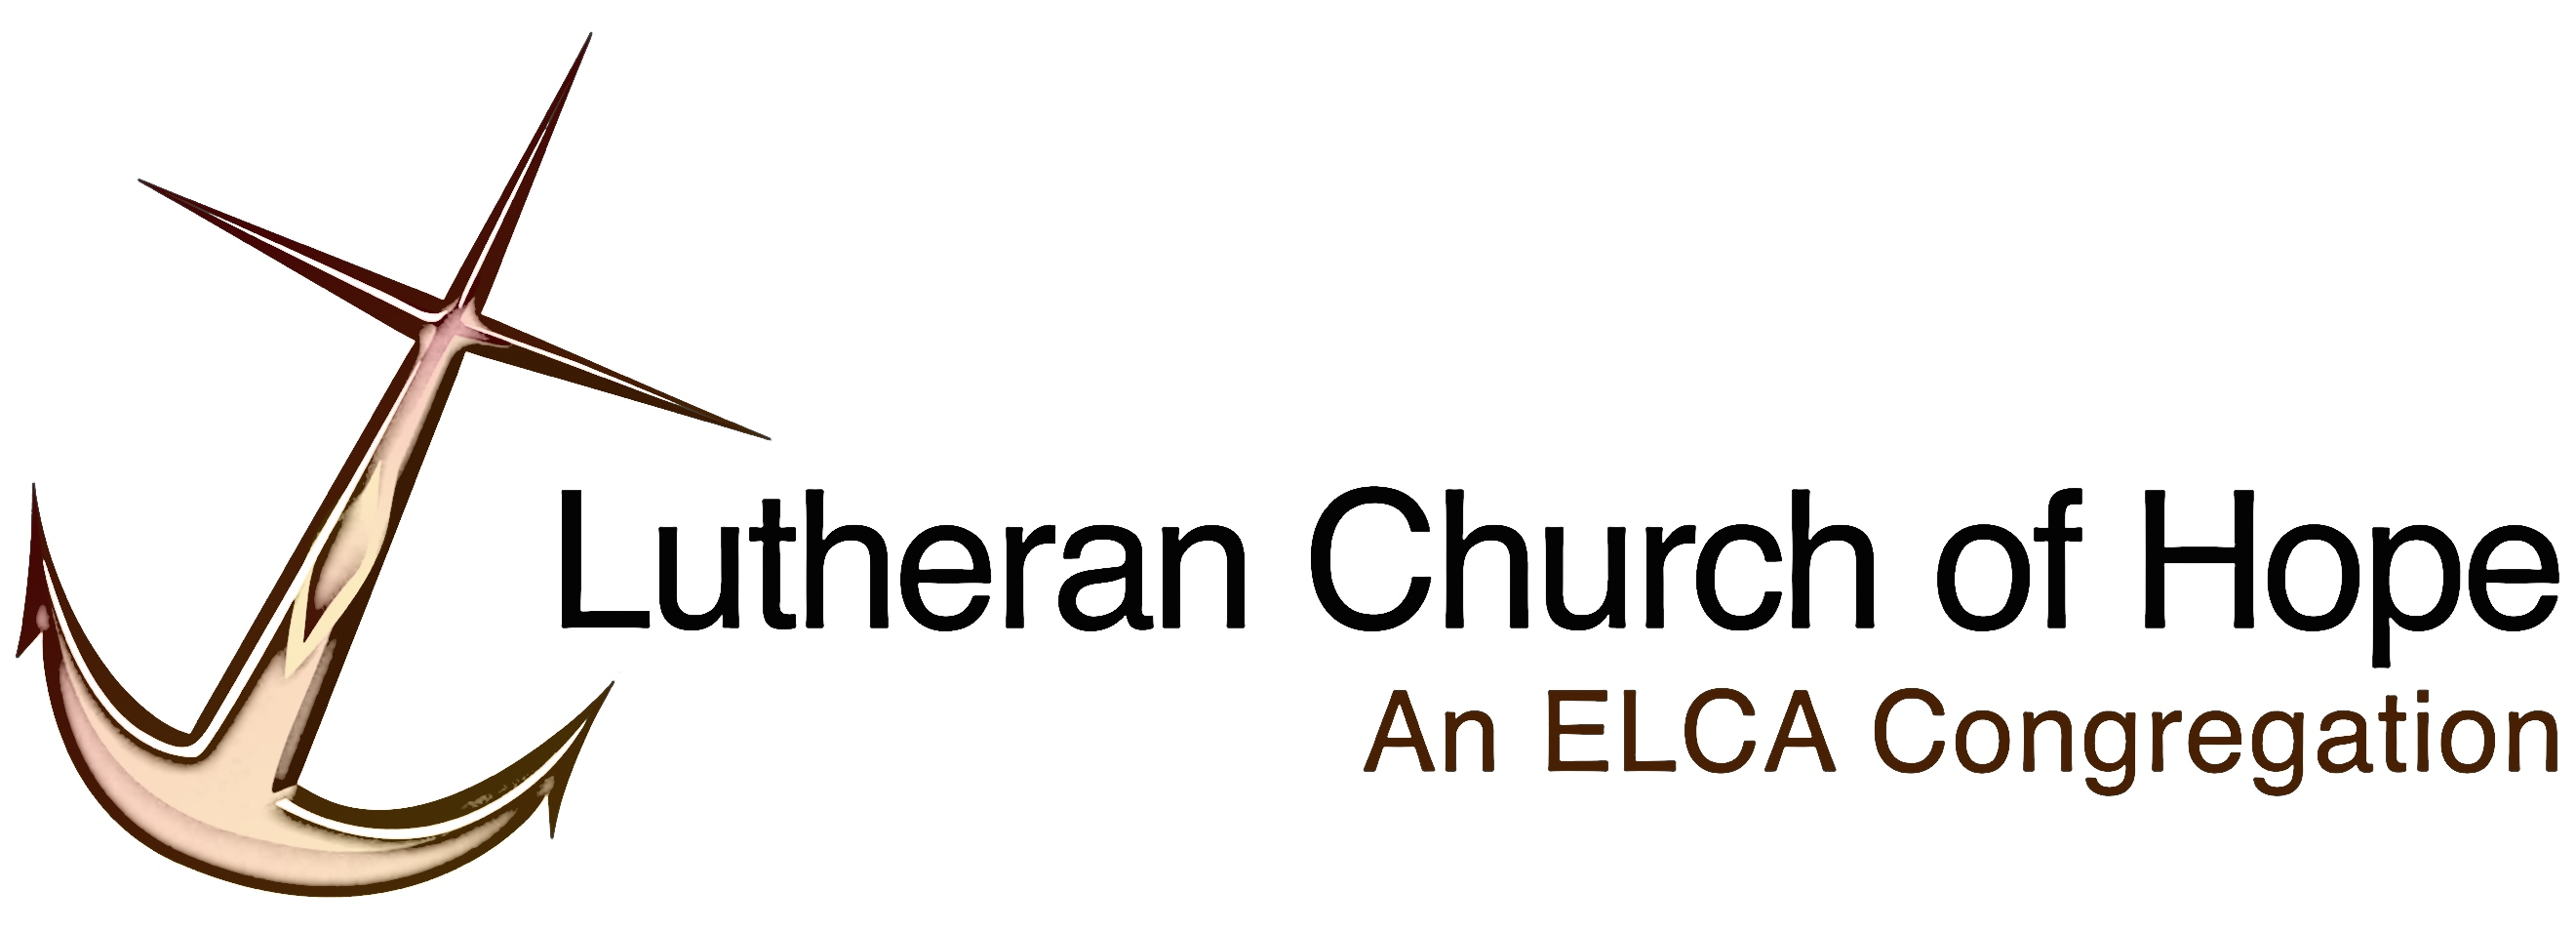 Lutheran Church of Hope
An ELCA Congregation